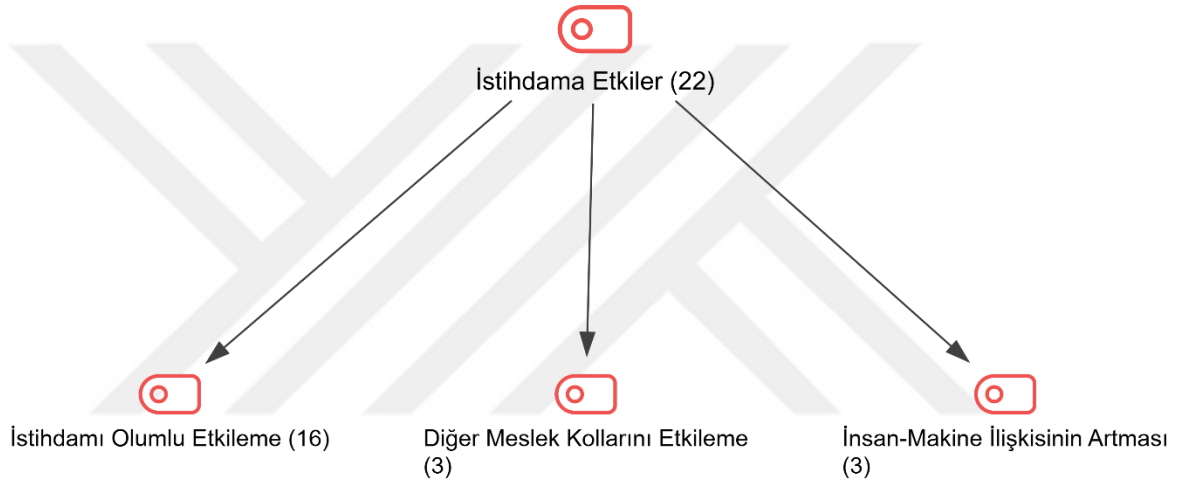 İstihdama Etkiler (22)
İstihdamı Olumlu Etkileme (16)
Diğer Meslek Kollarını Etkileme
(3)
İnsan-Makine İlişkisinin Artması
(3)